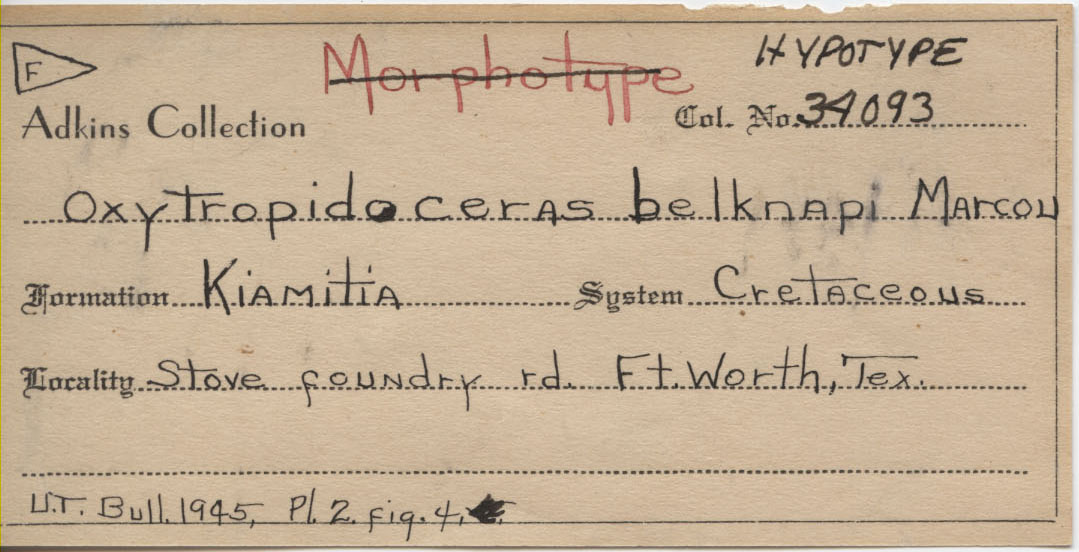 F Morphotype HYPOTYPE
Adkins Collection Col. No. 34093
Oxytropidoceras belknapi Marcou
Formation Kiamitia System Cretaceous
Locality Stove foundry rd. Ft. Worth, Tex.
U.T. Bull. 1945, Pl. 2. fig. 4,